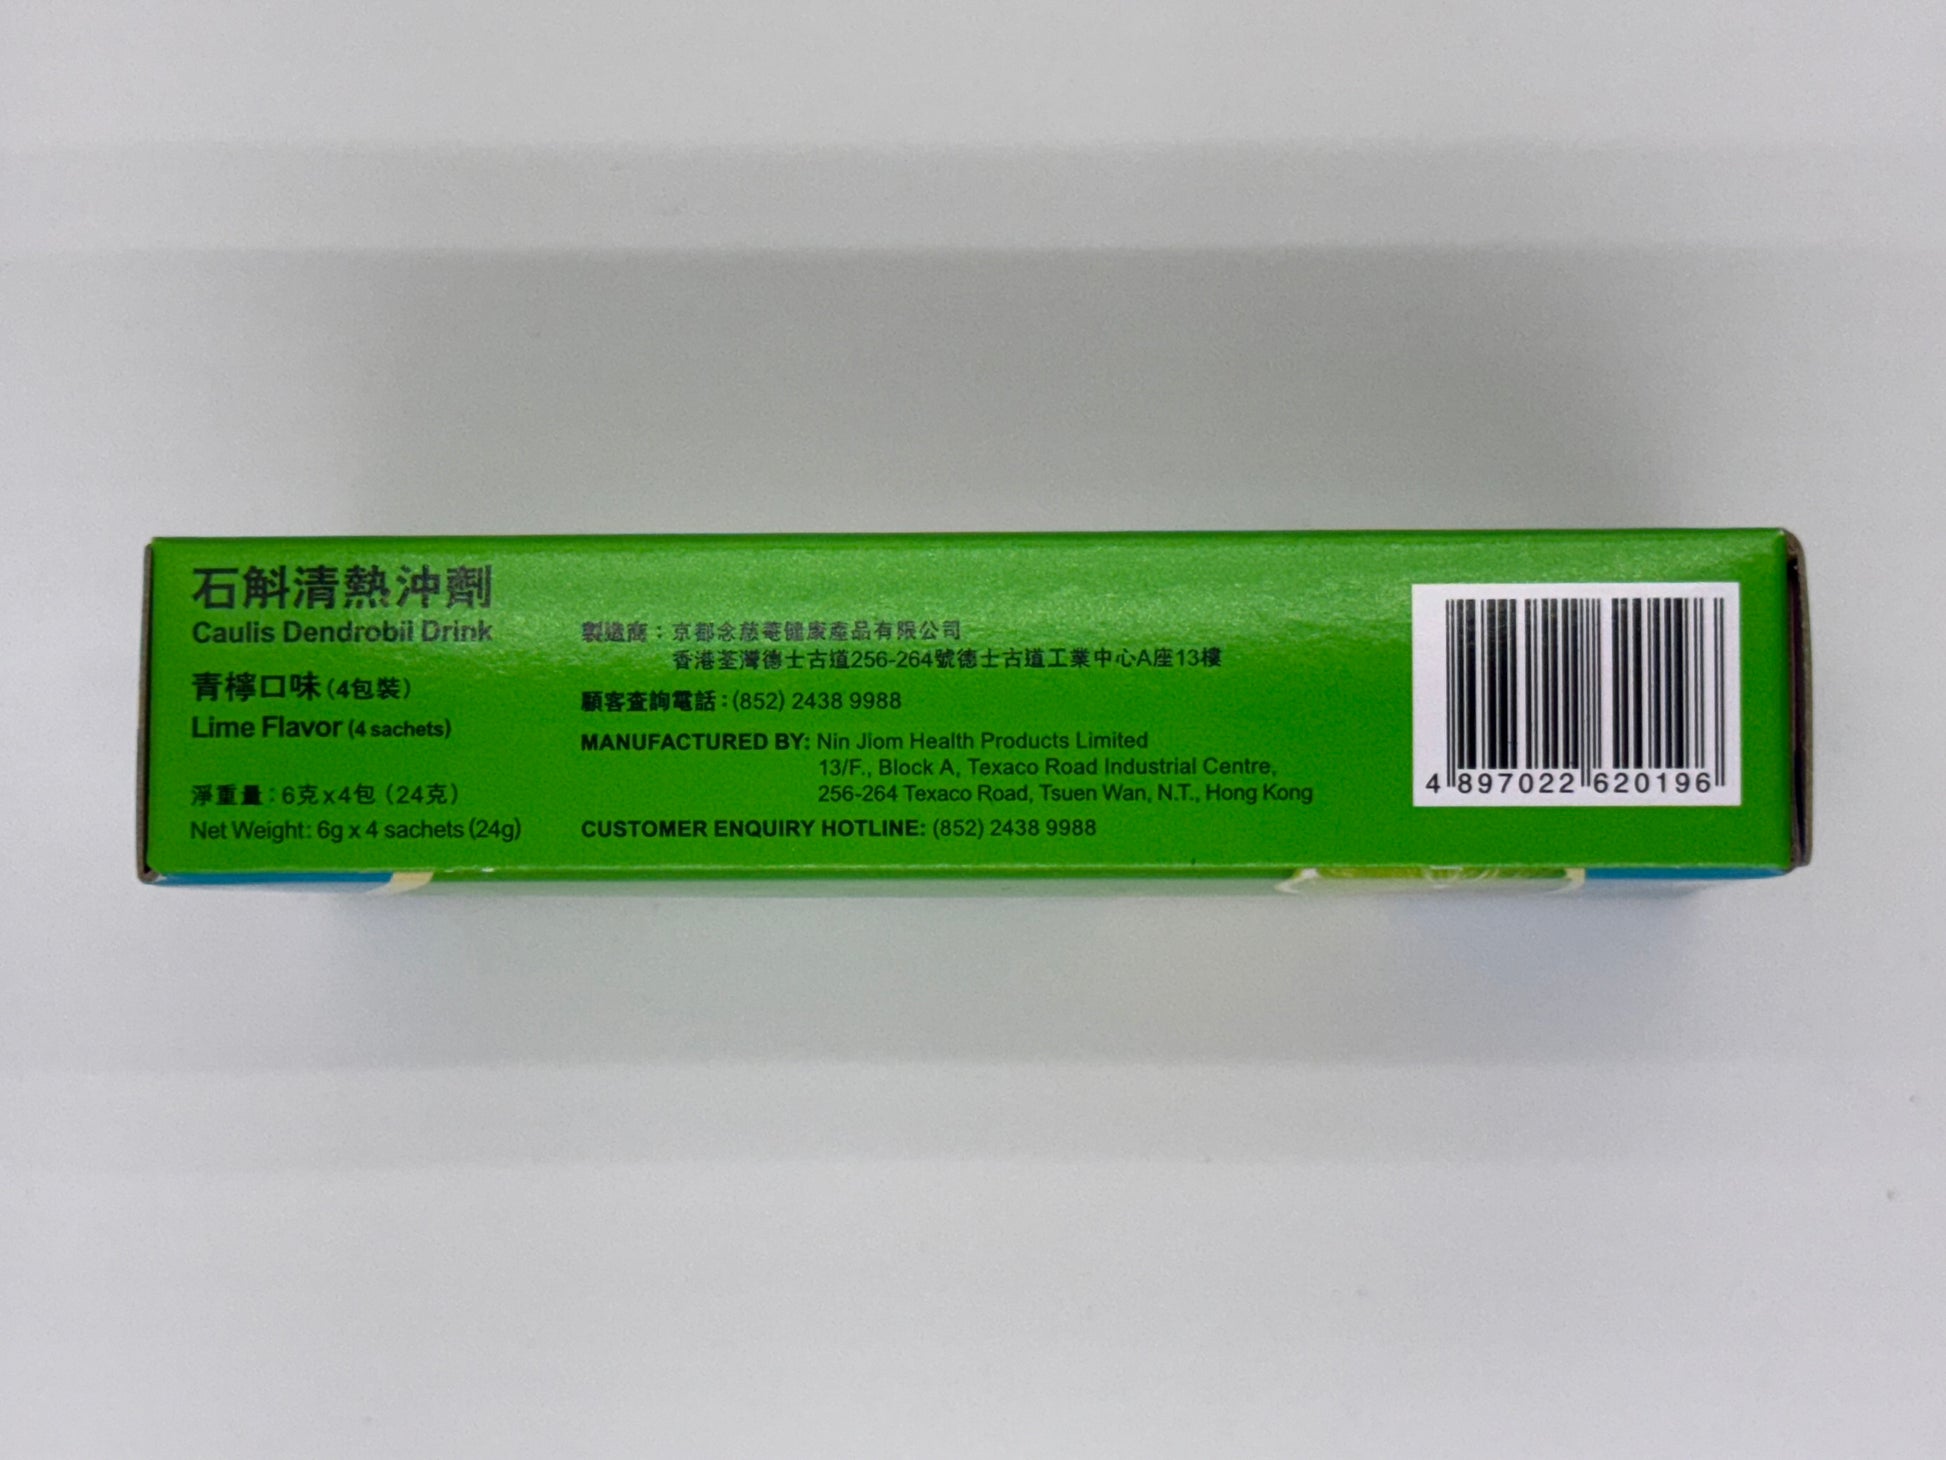 石斛清熱沖劑
Caulis Dendrobii Drink
青檸口味(4包裝)
Lime Flavor (4 sachets)
淨重量:6克x4包(24克)
Net Weight: 6g x 4 sachets (24g)
製造商:京都念慈菴健康產品有限公司
香港荃灣德士古道256-264號德士古道工業中心A座13樓
顧客查詢電話:(852) 2438 9988
MANUFACTURED BY: Nin Jiom Health Products Limited
13/F., Block A, Texaco Road Industrial Centre,
256-264 Texaco Road, Tsuen Wan, N.T., Hong Kong
CUSTOMER ENQUIRY HOTLINE: (852) 2438 9988
4 897022 620196